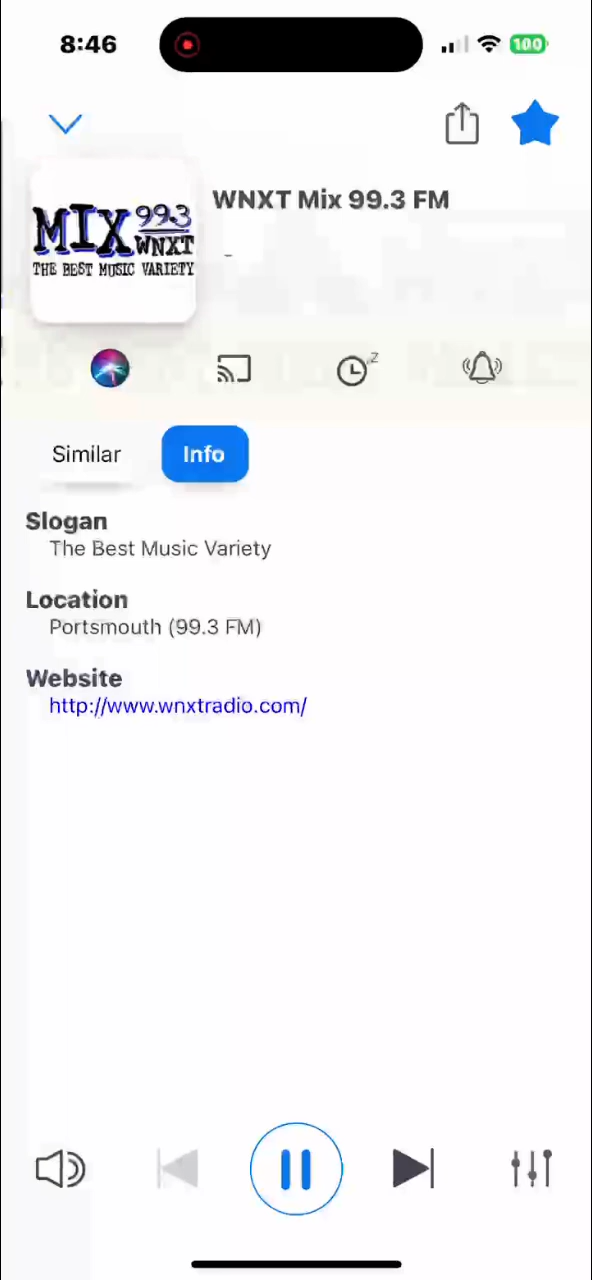 8:46
100
MIX 99.3
WNXT
THE BEST MUSIC VARIETY
WNXT Mix 99.3 FM
-
z
Similar
Info
Slogan
The Best Music Variety
Location
Portsmouth (99.3 FM)
Website
http://www.wnxtradio.com/